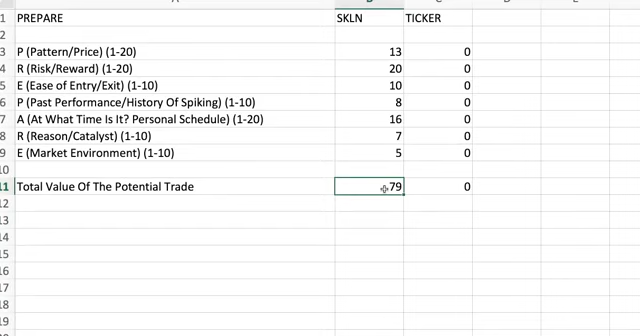 1 PREPARE SKLN TICKER
2
3 P (Pattern/Price) (1-20) 13 0
4 R (Risk/Reward) (1-20) 20 0
5 E (Ease of Entry/Exit) (1-10) 10 0
6 P (Past Performance/History Of Spiking) (1-10) 8 0
7 A (At What Time Is It? Personal Schedule) (1-20) 16 0
8 R (Reason/Catalyst) (1-10) 7 0
9 E (Market Environment) (1-10) 5 0
10
11 Total Value Of The Potential Trade 79 0
12
13
14
15
16
17
18
19